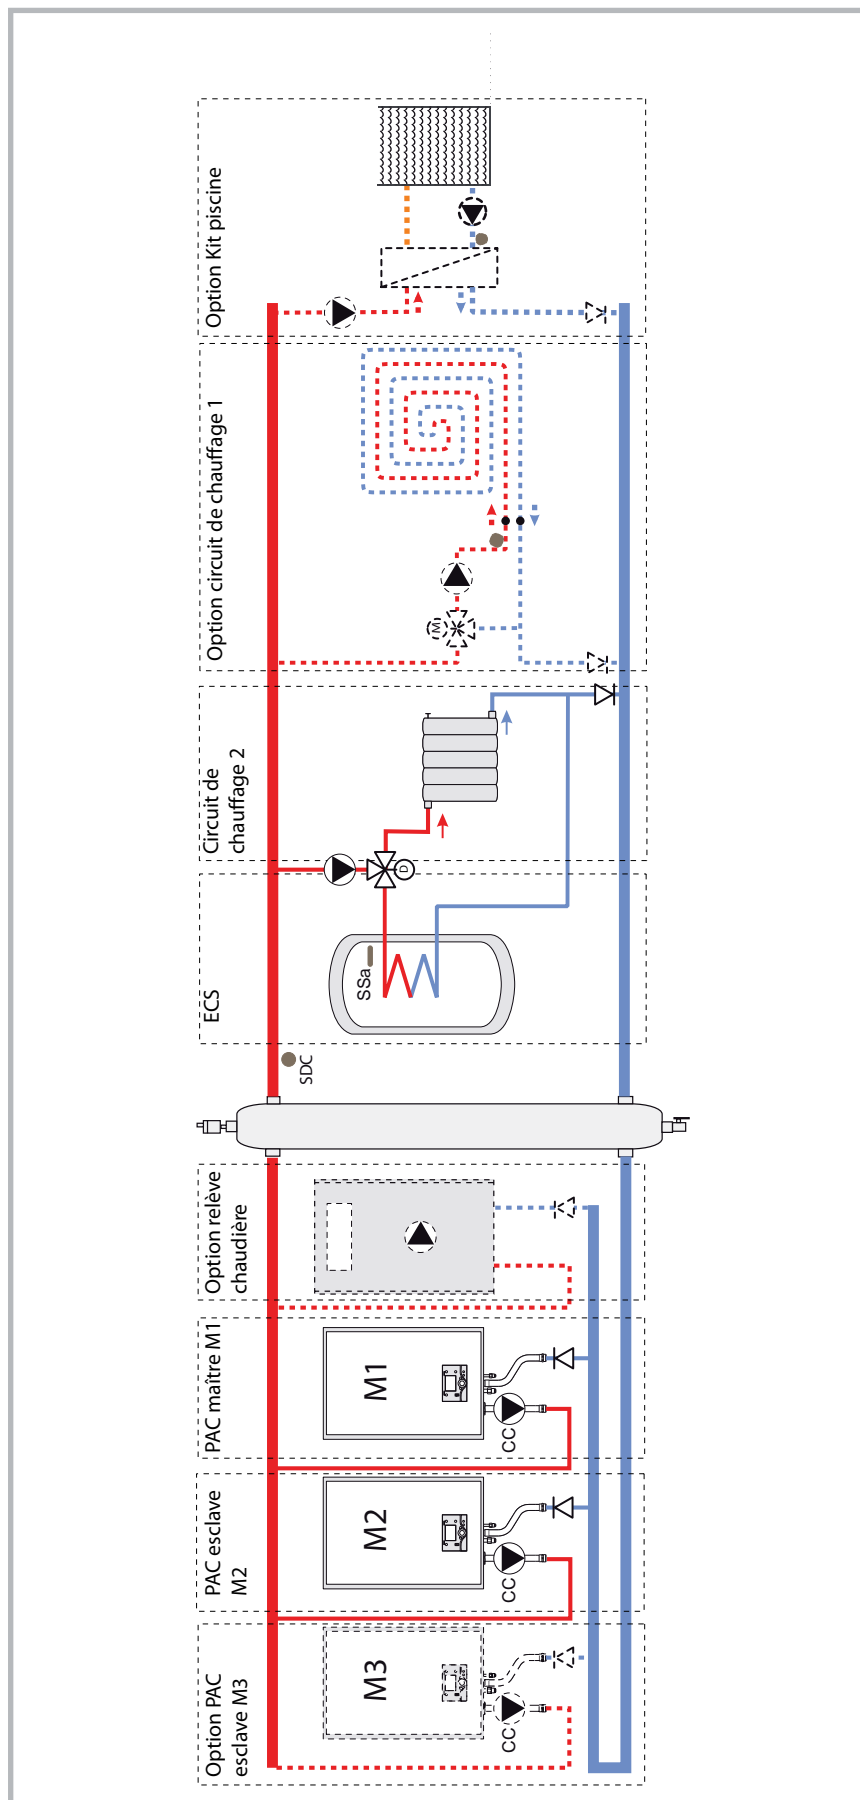 Option Kit piscine
Option circuit de chauffage 1
M
Circuit de
chauffage 2
D
ECS
SSa
SDC
Option relève
chaudière
PAC maître M1
M1
CC
PAC esclave
M2
M2
CC
Option PAC
esclave M3
M3
CC